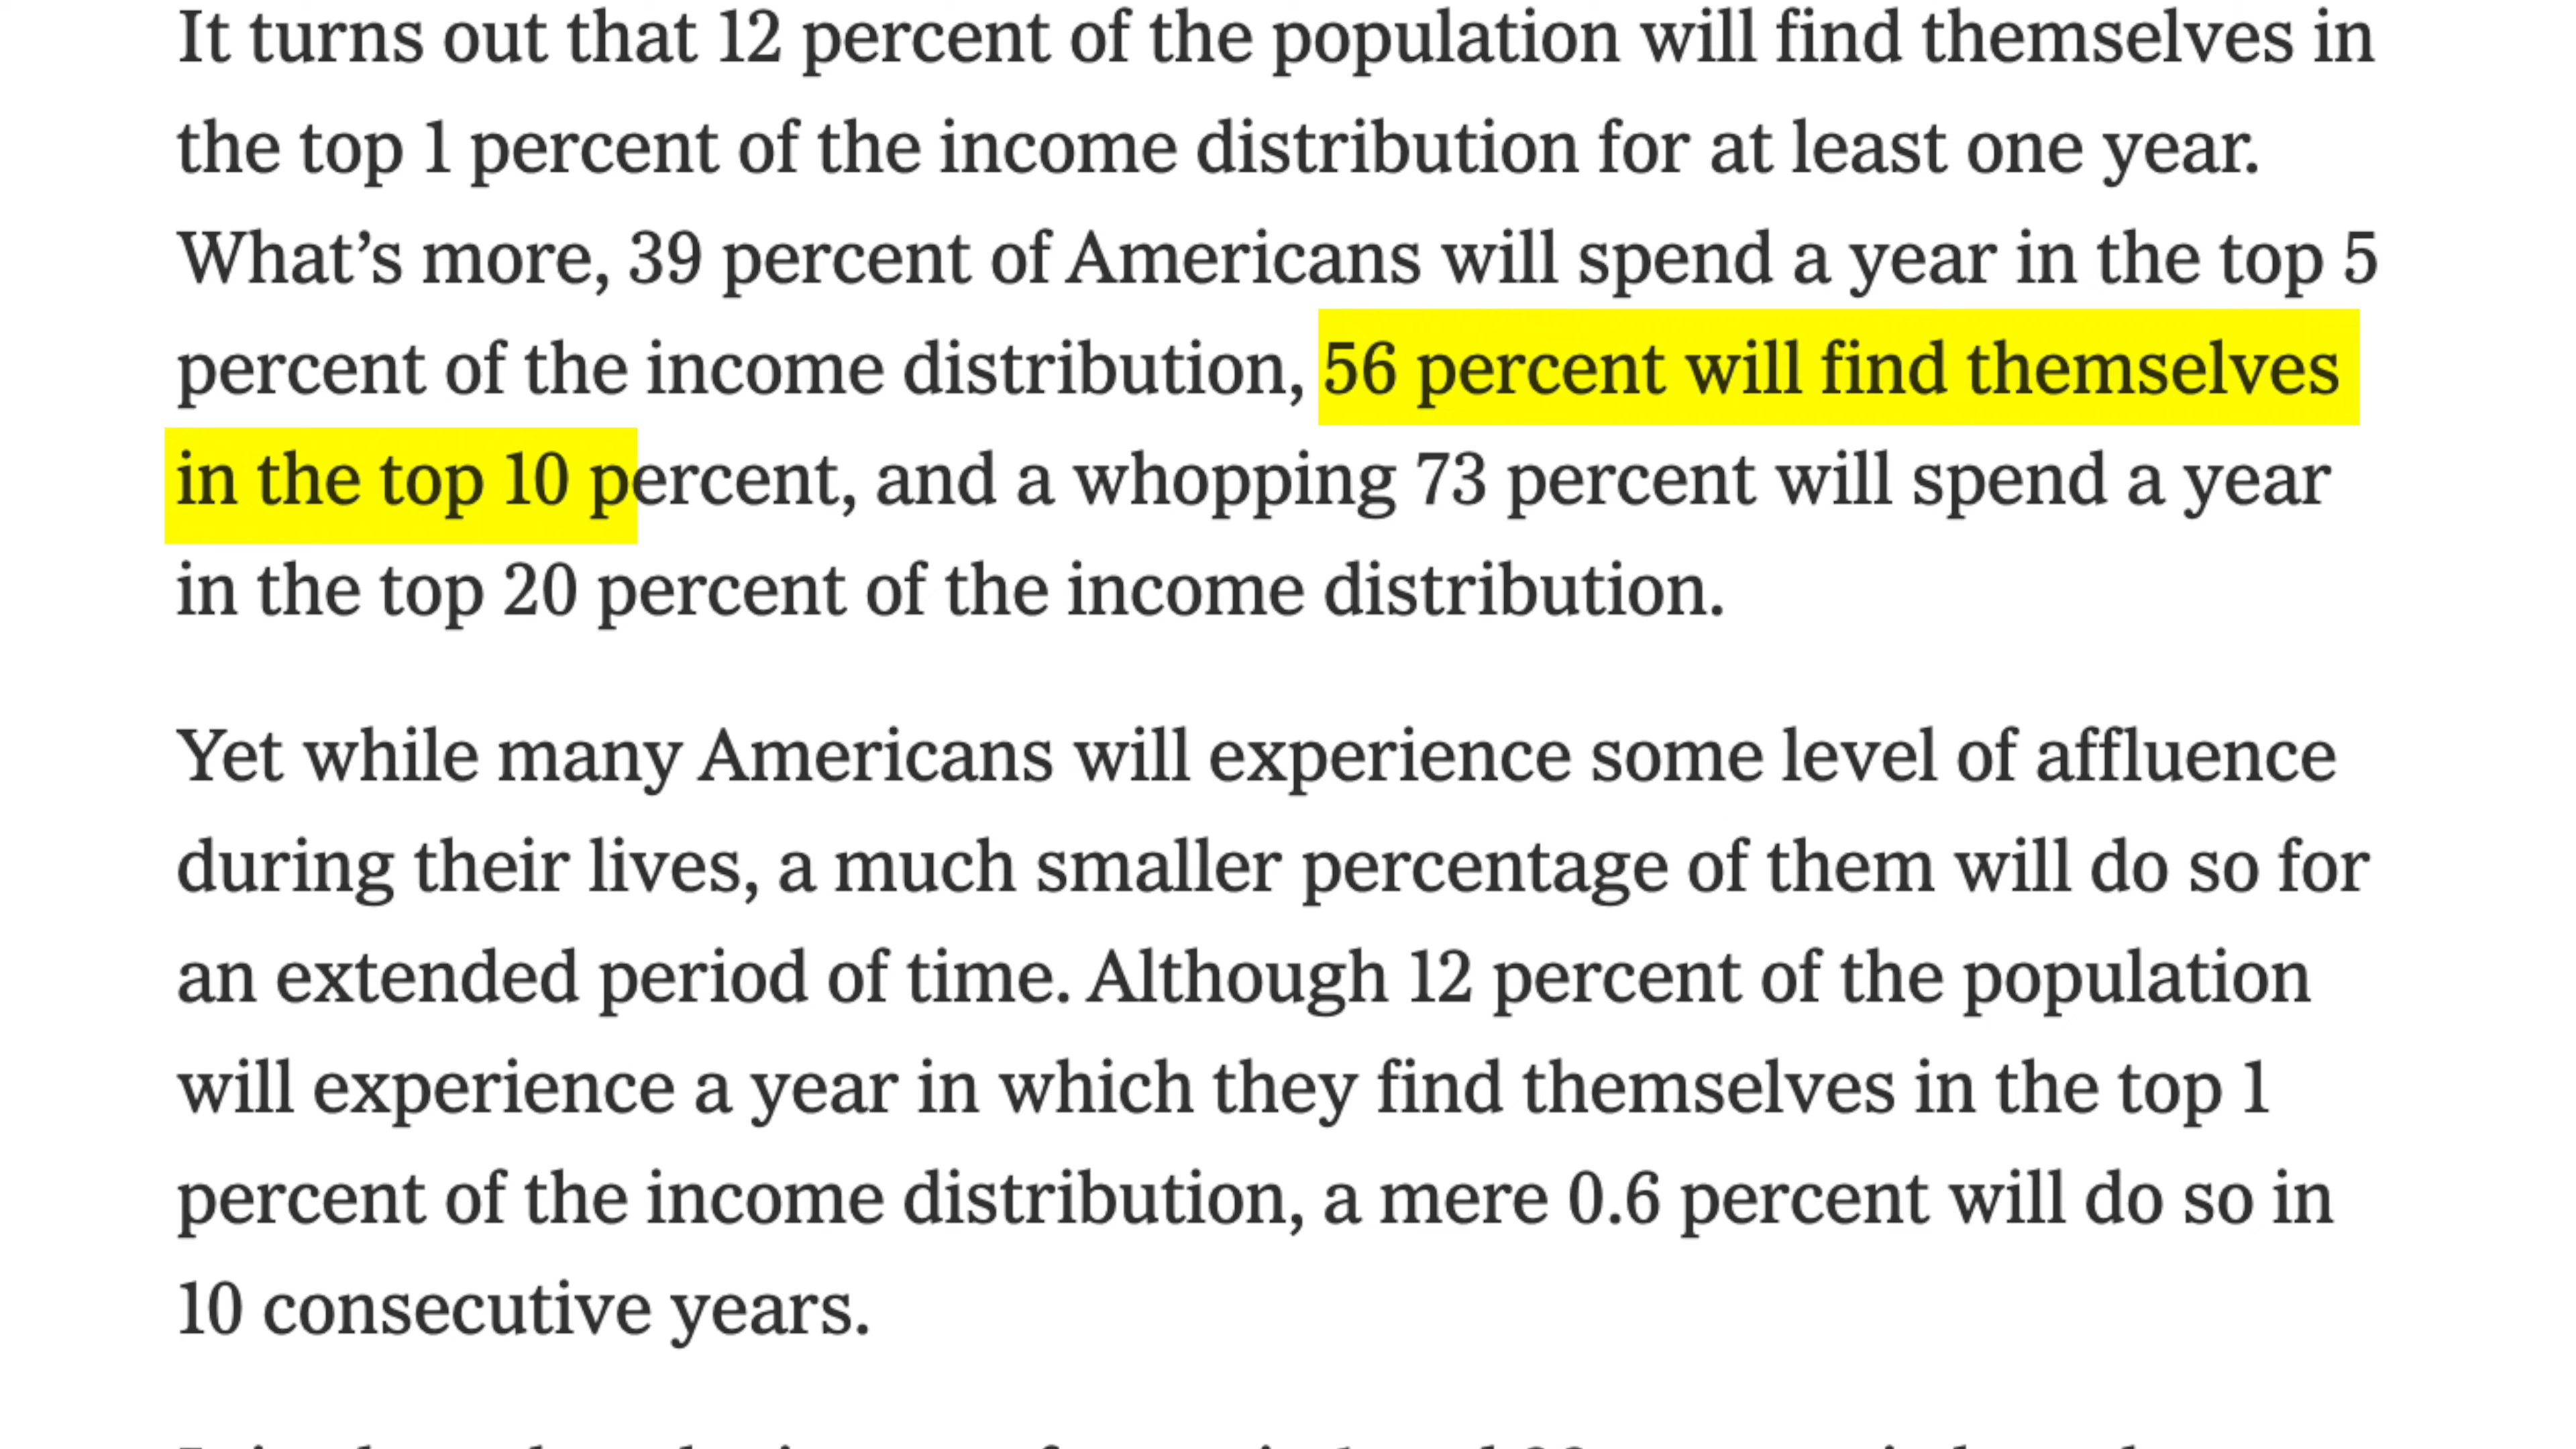 It turns out that 12 percent of the population will find themselves in
the top 1 percent of the income distribution for at least one year.
What’s more, 39 percent of Americans will spend a year in the top 5
percent of the income distribution, 56 percent will find themselves
in the top 10 percent, and a whopping 73 percent will spend a year
in the top 20 percent of the income distribution.
Yet while many Americans will experience some level of affluence
during their lives, a much smaller percentage of them will do so for
an extended period of time. Although 12 percent of the population
will experience a year in which they find themselves in the top 1
percent of the income distribution, a mere 0.6 percent will do so in
10 consecutive years.